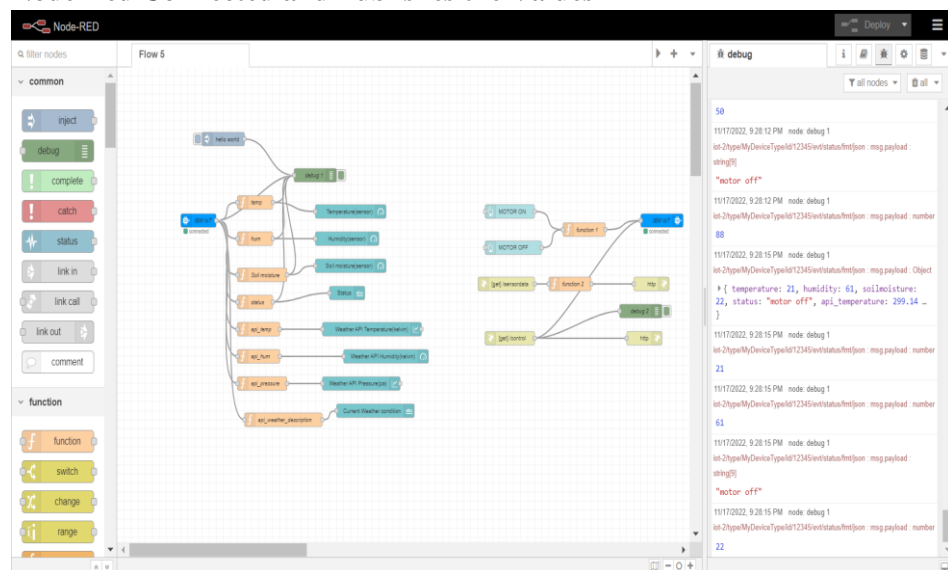 Node-RED
Deploy
filter nodes
common
inject
debug
complete
catch
status
link in
link call
link out
comment
function
function
switch
change
range
Flow 5
hello world
debug 1
temp
Temperature(sensor)
connected
hum
Humidity(sensor)
Soil moisture
Soil moisture(sensor)
status
Status
api_temp
Weather API Temperature(kelvin)
api_hum
Weather API Humidity(kelvin)
api_pressure
Weather API Pressure(psi)
api_weather_description
Current Weather condition
MOTOR ON
function 1
connected
MOTOR OFF
[get] /sensordata
function 2
http
debug 2
[get] /control
http
debug
all nodes
all
50
11/17/2022, 9:28:12 PM node: debug 1
iot-2/type/MyDeviceType/id/12345/evt/status/fmt/json : msg.payload :
string[9]
"motor off"
11/17/2022, 9:28:12 PM node: debug 1
iot-2/type/MyDeviceType/id/12345/evt/status/fmt/json : msg.payload : number
88
11/17/2022, 9:28:15 PM node: debug 1
iot-2/type/MyDeviceType/id/12345/evt/status/fmt/json : msg.payload : Object
{ temperature: 21, humidity: 61, soilmoisture:
22, status: "motor off", api_temperature: 299.14 …
}
11/17/2022, 9:28:15 PM node: debug 1
iot-2/type/MyDeviceType/id/12345/evt/status/fmt/json : msg.payload : number
21
11/17/2022, 9:28:15 PM node: debug 1
iot-2/type/MyDeviceType/id/12345/evt/status/fmt/json : msg.payload : number
61
11/17/2022, 9:28:15 PM node: debug 1
iot-2/type/MyDeviceType/id/12345/evt/status/fmt/json : msg.payload :
string[9]
"motor off"
11/17/2022, 9:28:15 PM node: debug 1
iot-2/type/MyDeviceType/id/12345/evt/status/fmt/json : msg.payload : number
22